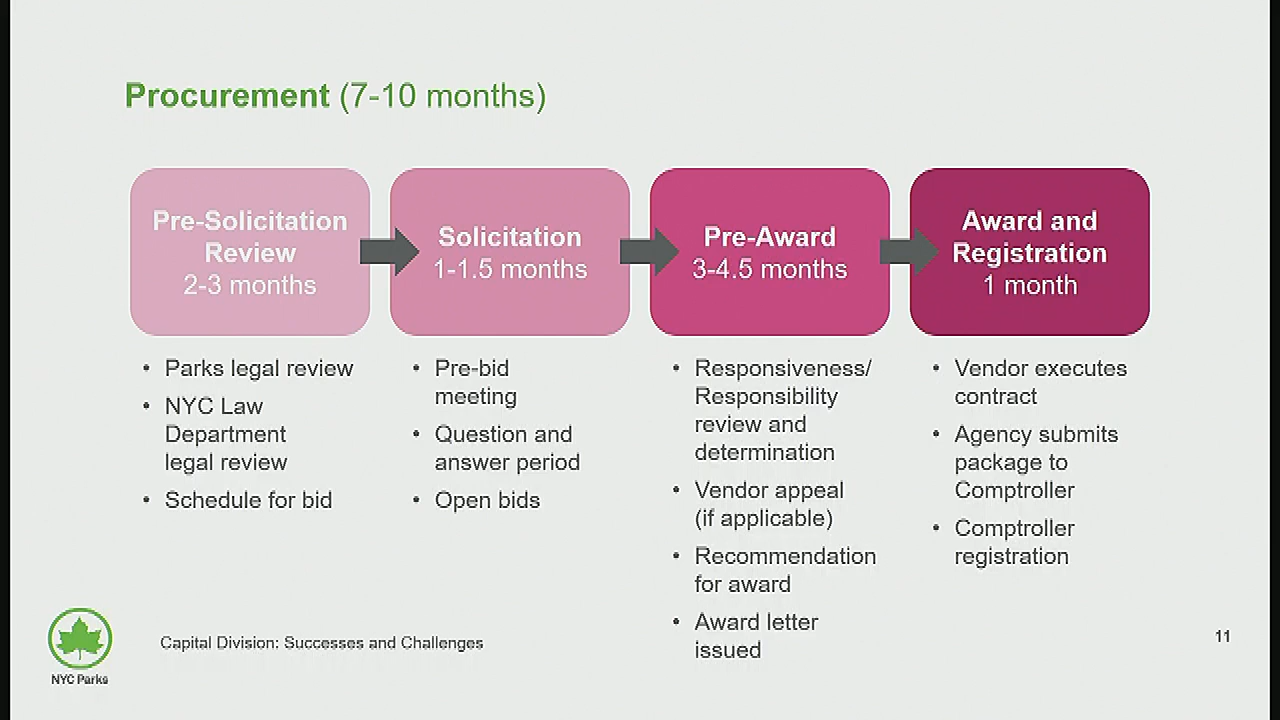 Procurement (7-10 months)
Pre-Solicitation
Review
2-3 months
Solicitation
1-1.5 months
Pre-Award
3-4.5 months
Award and
Registration
1 month
• Parks legal review
• NYC Law
Department
legal review
• Schedule for bid
• Pre-bid
meeting
• Question and
answer period
• Open bids
• Responsiveness/
Responsibility
review and
determination
• Vendor appeal
(if applicable)
• Recommendation
for award
• Award letter
issued
• Vendor executes
contract
• Agency submits
package to
Comptroller
• Comptroller
registration
NYC Parks
Capital Division: Successes and Challenges
11